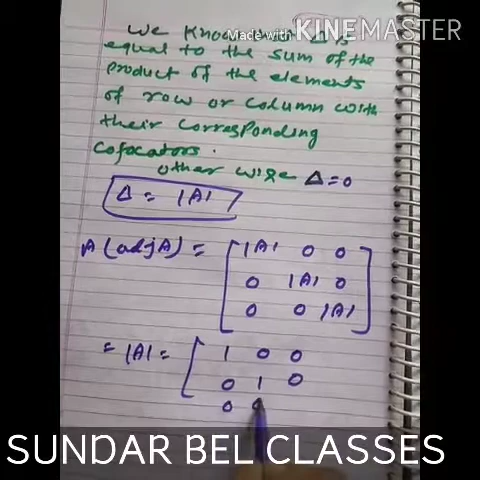 We Know
Δ is
Made with KINEMASTER
equal to the sum of the
product of the elements
of row or column with
their corresponding
cofocators.
other wise Δ=0
Δ = |A|
A (adjA) = [ |A| 0 0
0 |A| 0
0 0 |A| ]
= |A| = [ 1 0 0
0 1 0
0 0
SUNDAR BEL CLASSES